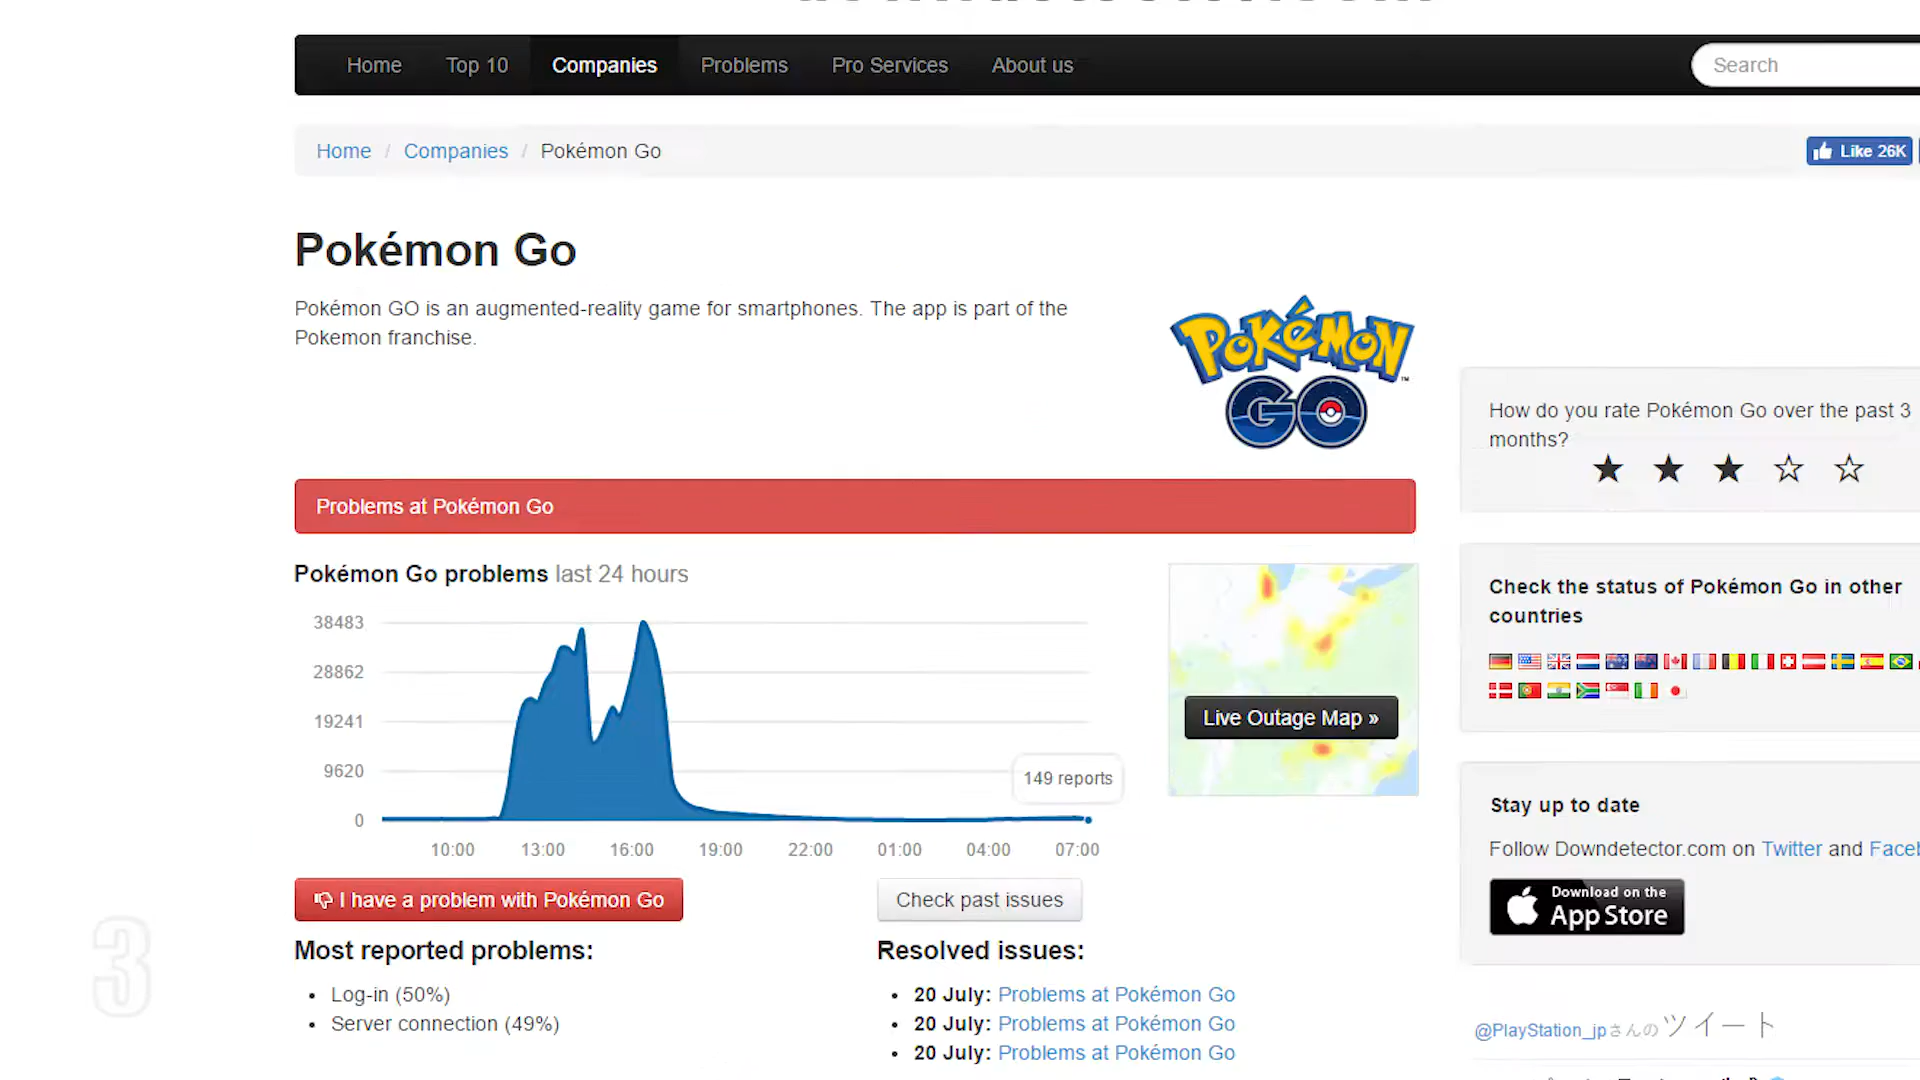 Home Top 10 Companies Problems Pro Services About us Search
Home / Companies / Pokémon Go
Like 26K
Pokémon Go
Pokémon GO is an augmented-reality game for smartphones. The app is part of the
Pokemon franchise.
POKÉMON
GO
TM
How do you rate Pokémon Go over the past 3
months?
Problems at Pokémon Go
Pokémon Go problems last 24 hours
38483
28862
19241
9620
0
149 reports
10:00 13:00 16:00 19:00 22:00 01:00 04:00 07:00
Live Outage Map »
Check the status of Pokémon Go in other
countries
Stay up to date
Follow Downdetector.com on Twitter and Faceb
Download on the
App Store
I have a problem with Pokémon Go
Check past issues
Most reported problems:
• Log-in (50%)
• Server connection (49%)
Resolved issues:
• 20 July: Problems at Pokémon Go
• 20 July: Problems at Pokémon Go
• 20 July: Problems at Pokémon Go
@PlayStation_jpさんのツイート
3